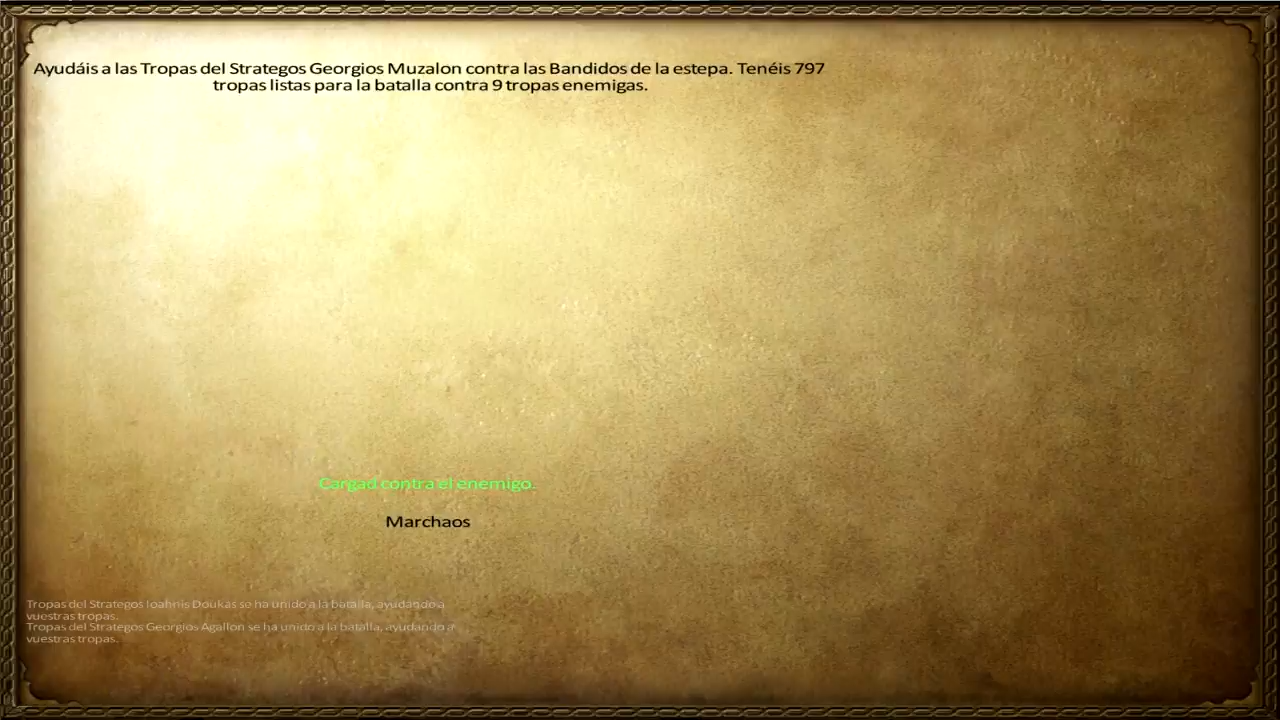 Ayudáis a las Tropas del Strategos Georgios Muzalon contra las Bandidos de la estepa. Tenéis 797
tropas listas para la batalla contra 9 tropas enemigas.
Cargad contra el enemigo.
Marchaos
Tropas del Strategos Ioahnis Doukas se ha unido a la batalla, ayudando a
vuestras tropas.
Tropas del Strategos Georgios Agallon se ha unido a la batalla, ayudando a
vuestras tropas.